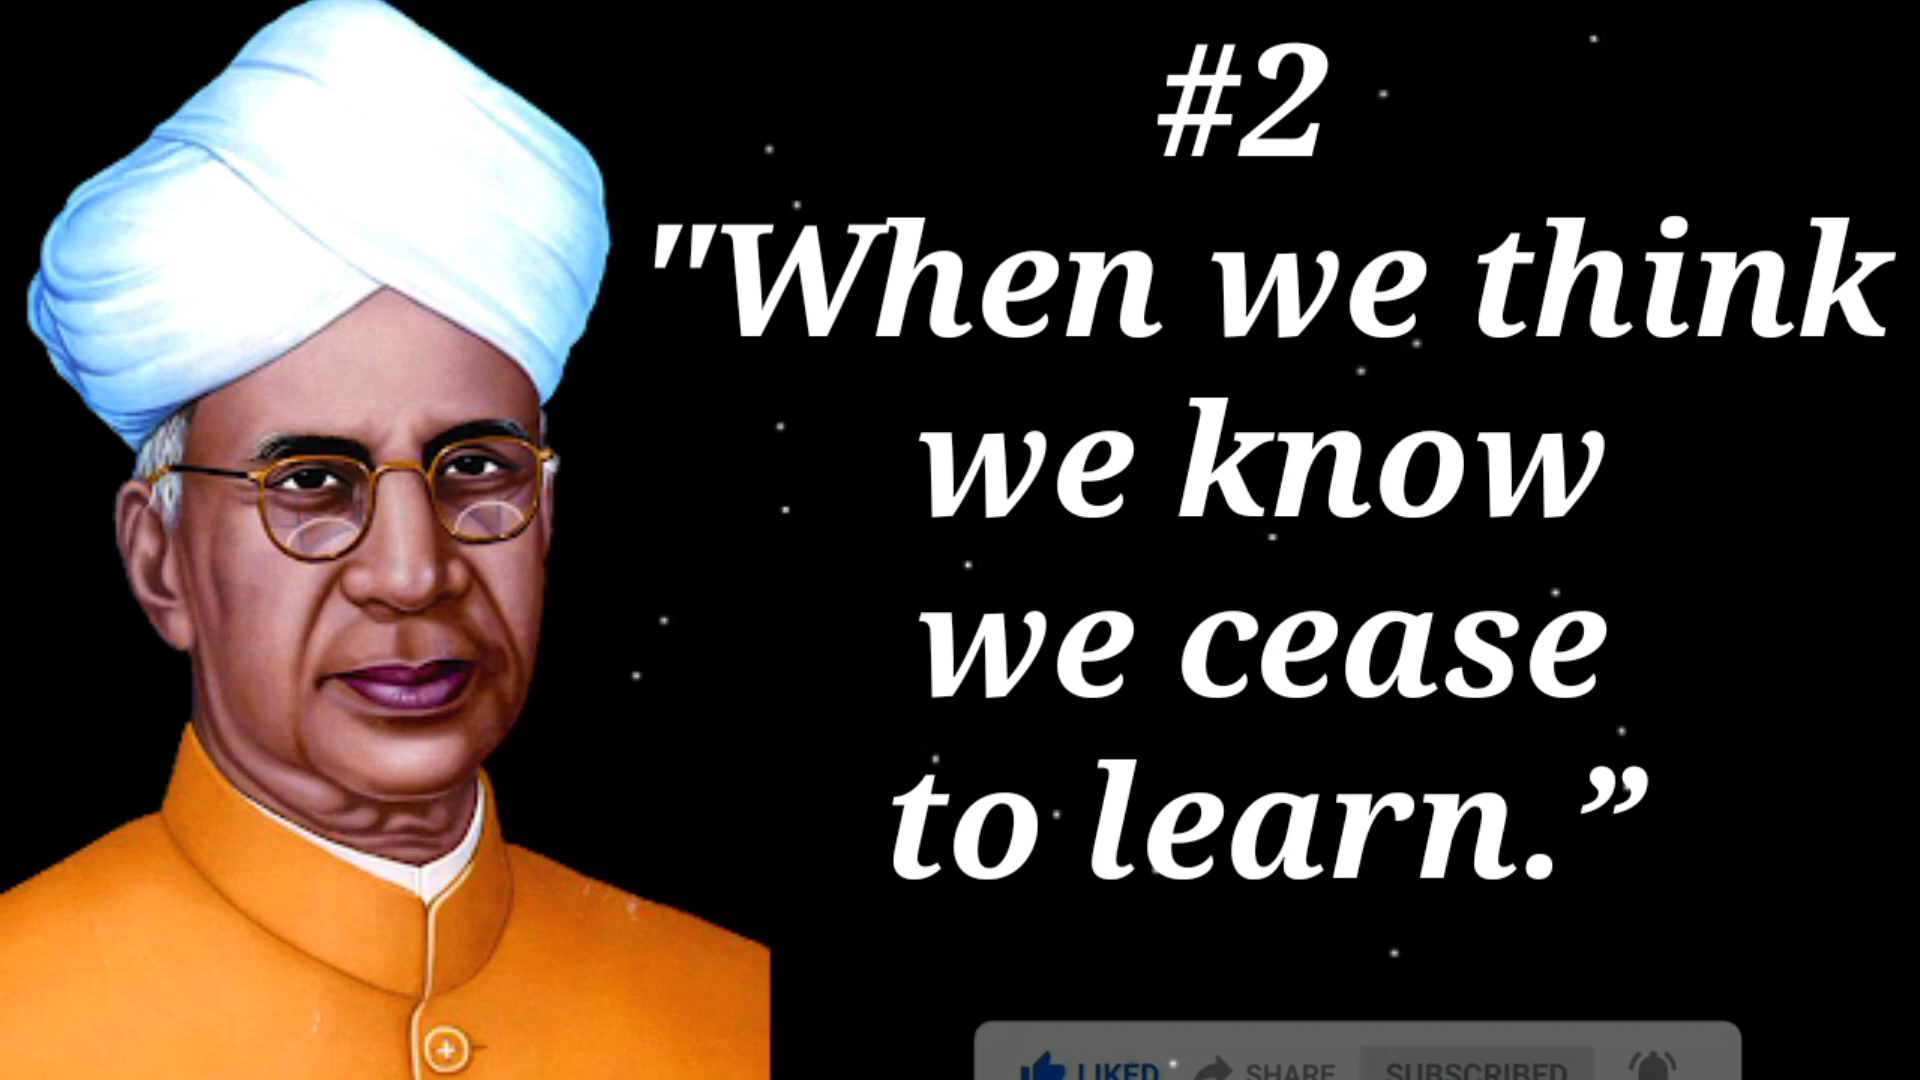 #2
"When we think
we know
we cease
to learn.”
LIKED SHARE SUBSCRIBED